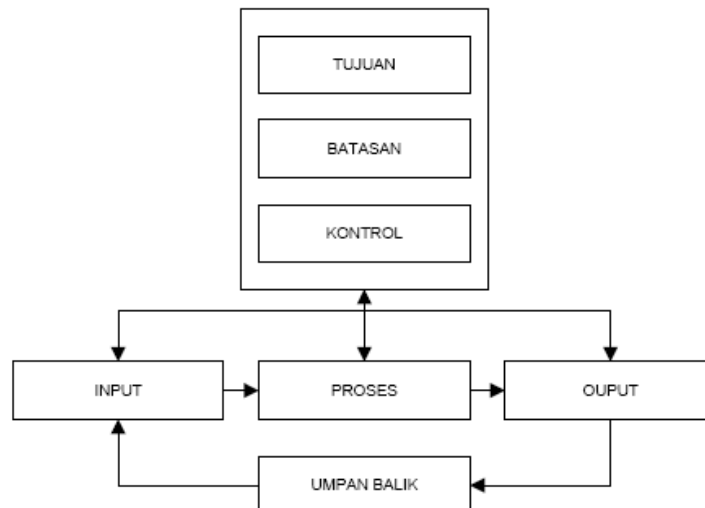 TUJUAN
BATASAN
KONTROL
INPUT
PROSES
OUPUT
UMPAN BALIK